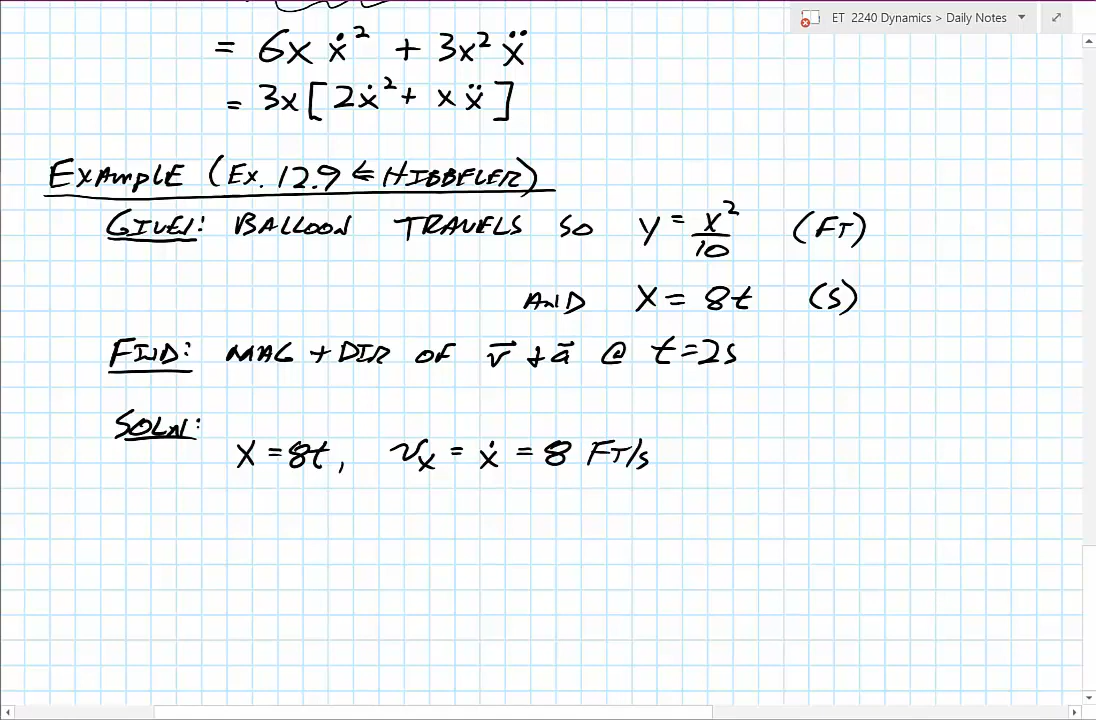 ET 2240 Dynamics > Daily Notes
= 6x ẋ² + 3x² ẍ
= 3x [ 2ẋ² + x ẍ ]
EXAMPLE (EX. 12.9 ⇐ HIBBELER)
GIVEN: BALLOON TRAVELS SO y = x²/10 (FT)
AND X = 8t (S)
FIND: MAG + DIR OF v⃗ & a⃗ @ t=2s
SOLN:
X = 8t, vₓ = ẋ = 8 FT/s